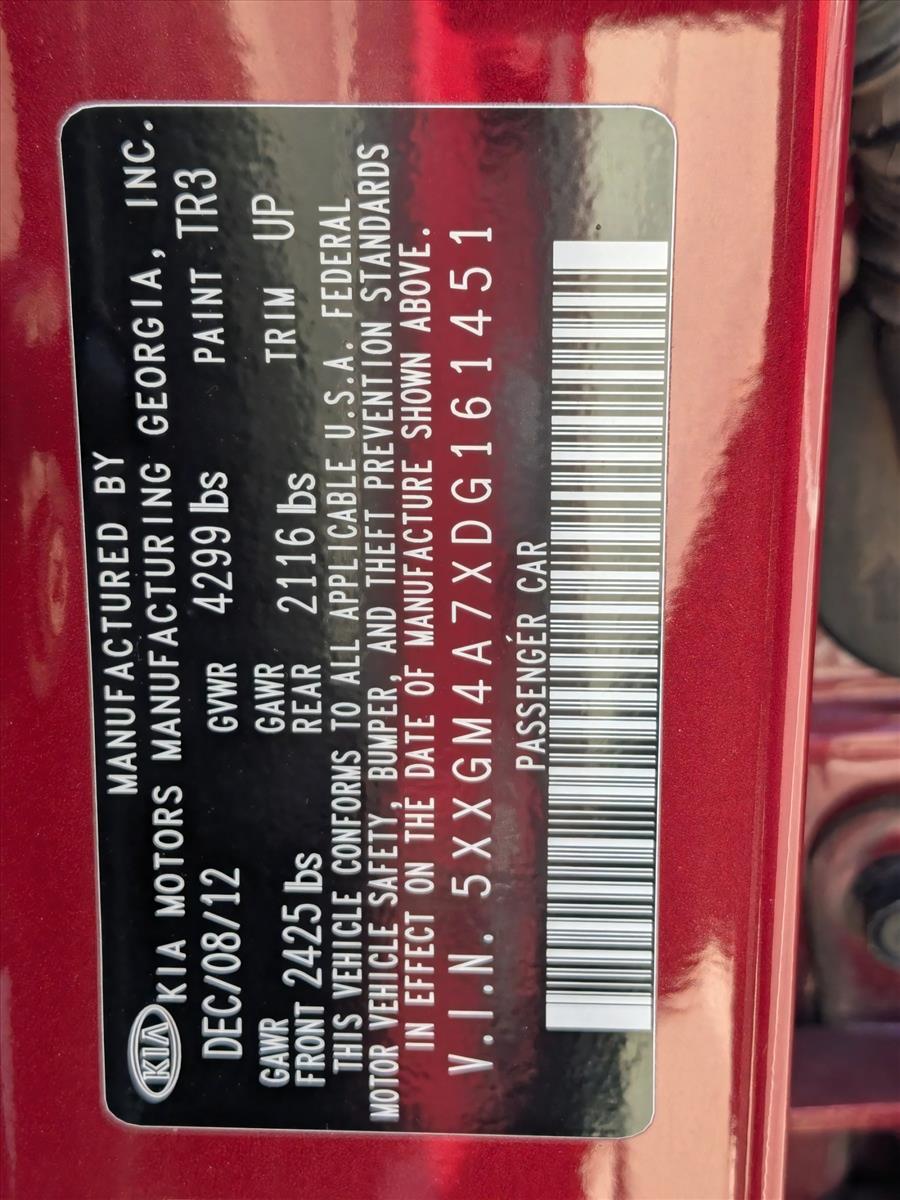 MANUFACTURED BY
KIA KIA MOTORS MANUFACTURING GEORGIA, INC.
DEC/08/12 GVWR 4299 lbs PAINT TR3
GAWR GAWR
FRONT 2425 lbs REAR 2116 lbs TRIM UP
THIS VEHICLE CONFORMS TO ALL APPLICABLE U.S.A. FEDERAL
MOTOR VEHICLE SAFETY, BUMPER, AND THEFT PREVENTION STANDARDS
IN EFFECT ON THE DATE OF MANUFACTURE SHOWN ABOVE.
V.I.N. 5XXGM4A7XDG161451
PASSENGER CAR